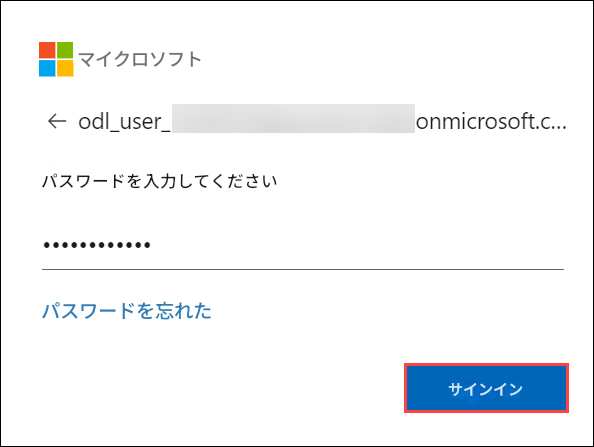 マイクロソフト
← odl_user_ onmicrosoft.c...
パスワードを入力してください
••••••••••••
パスワードを忘れた
サインイン